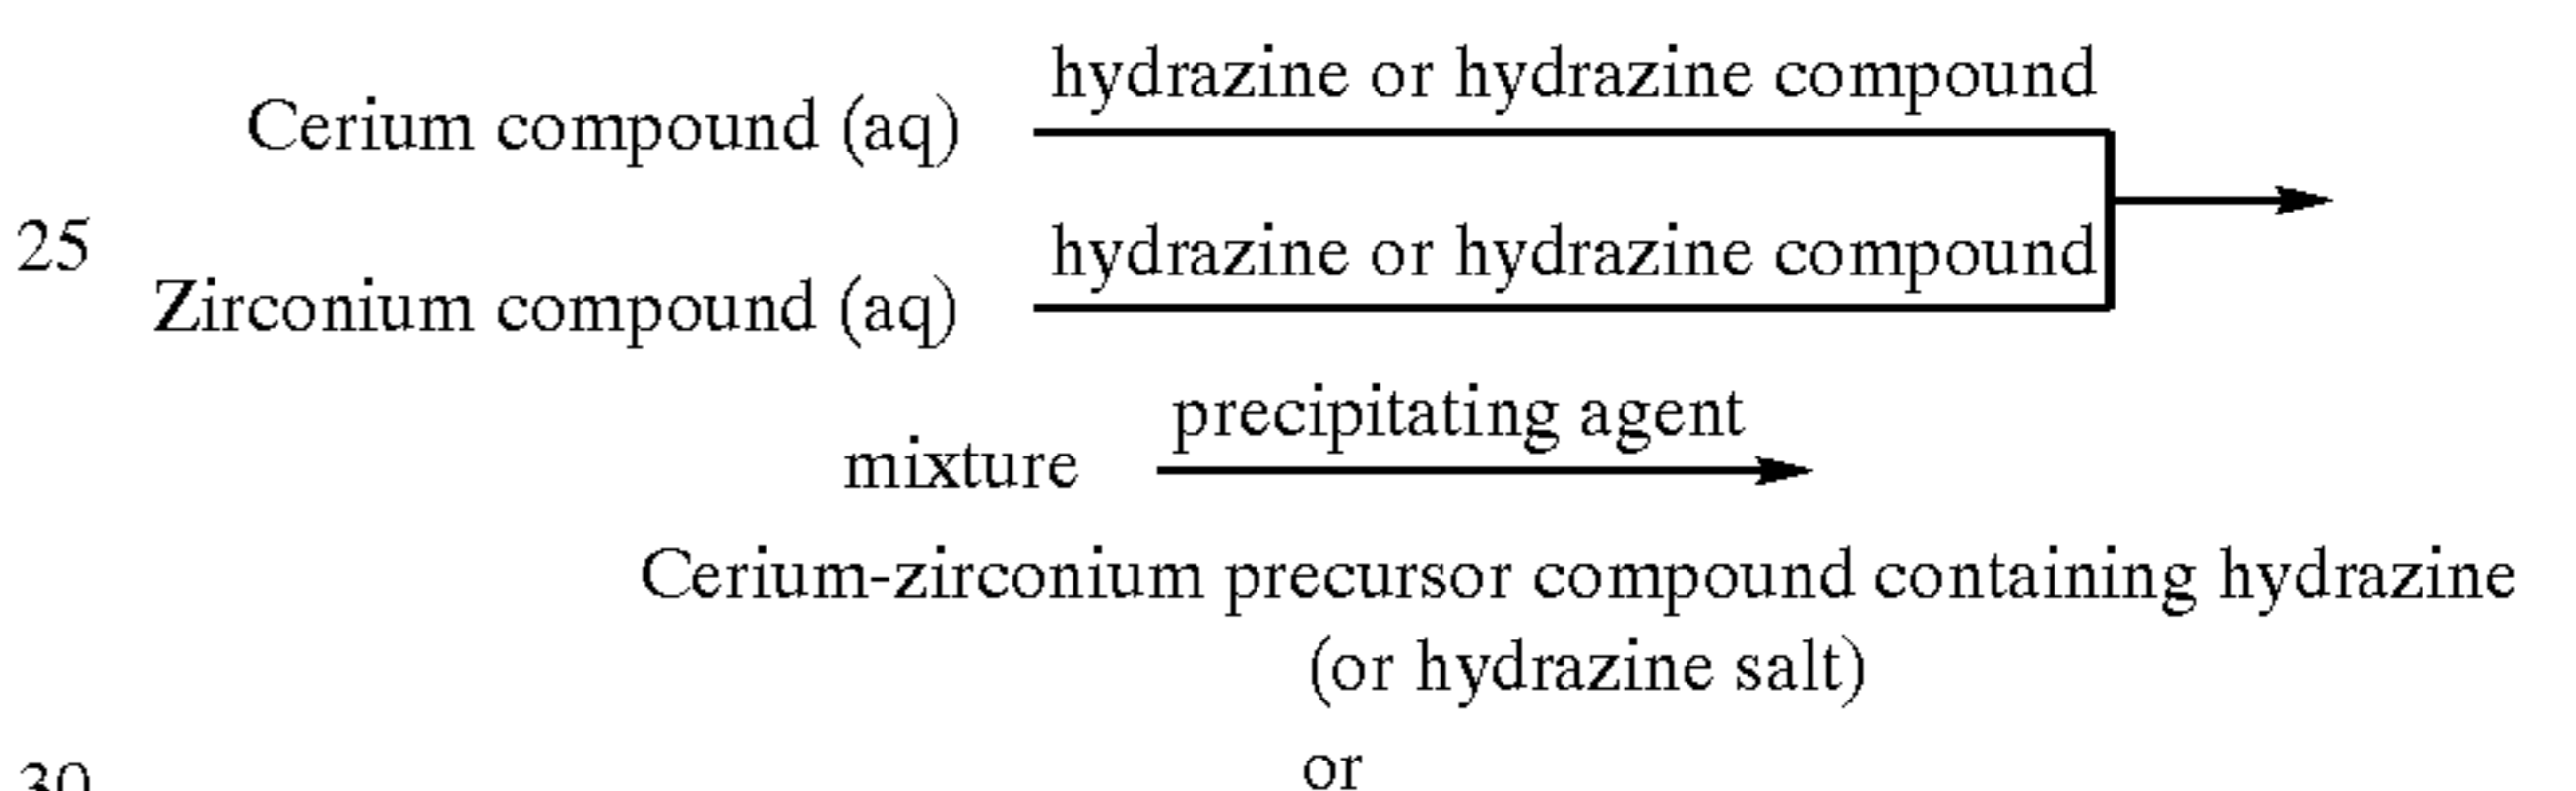 hydrazine or hydrazine compound
Cerium compound (aq)
25
hydrazine or hydrazine compound
Zirconium compound (aq)
precipitating agent
mixture
Cerium-zirconium precursor compound containing hydrazine
(or hydrazine salt)
or
30